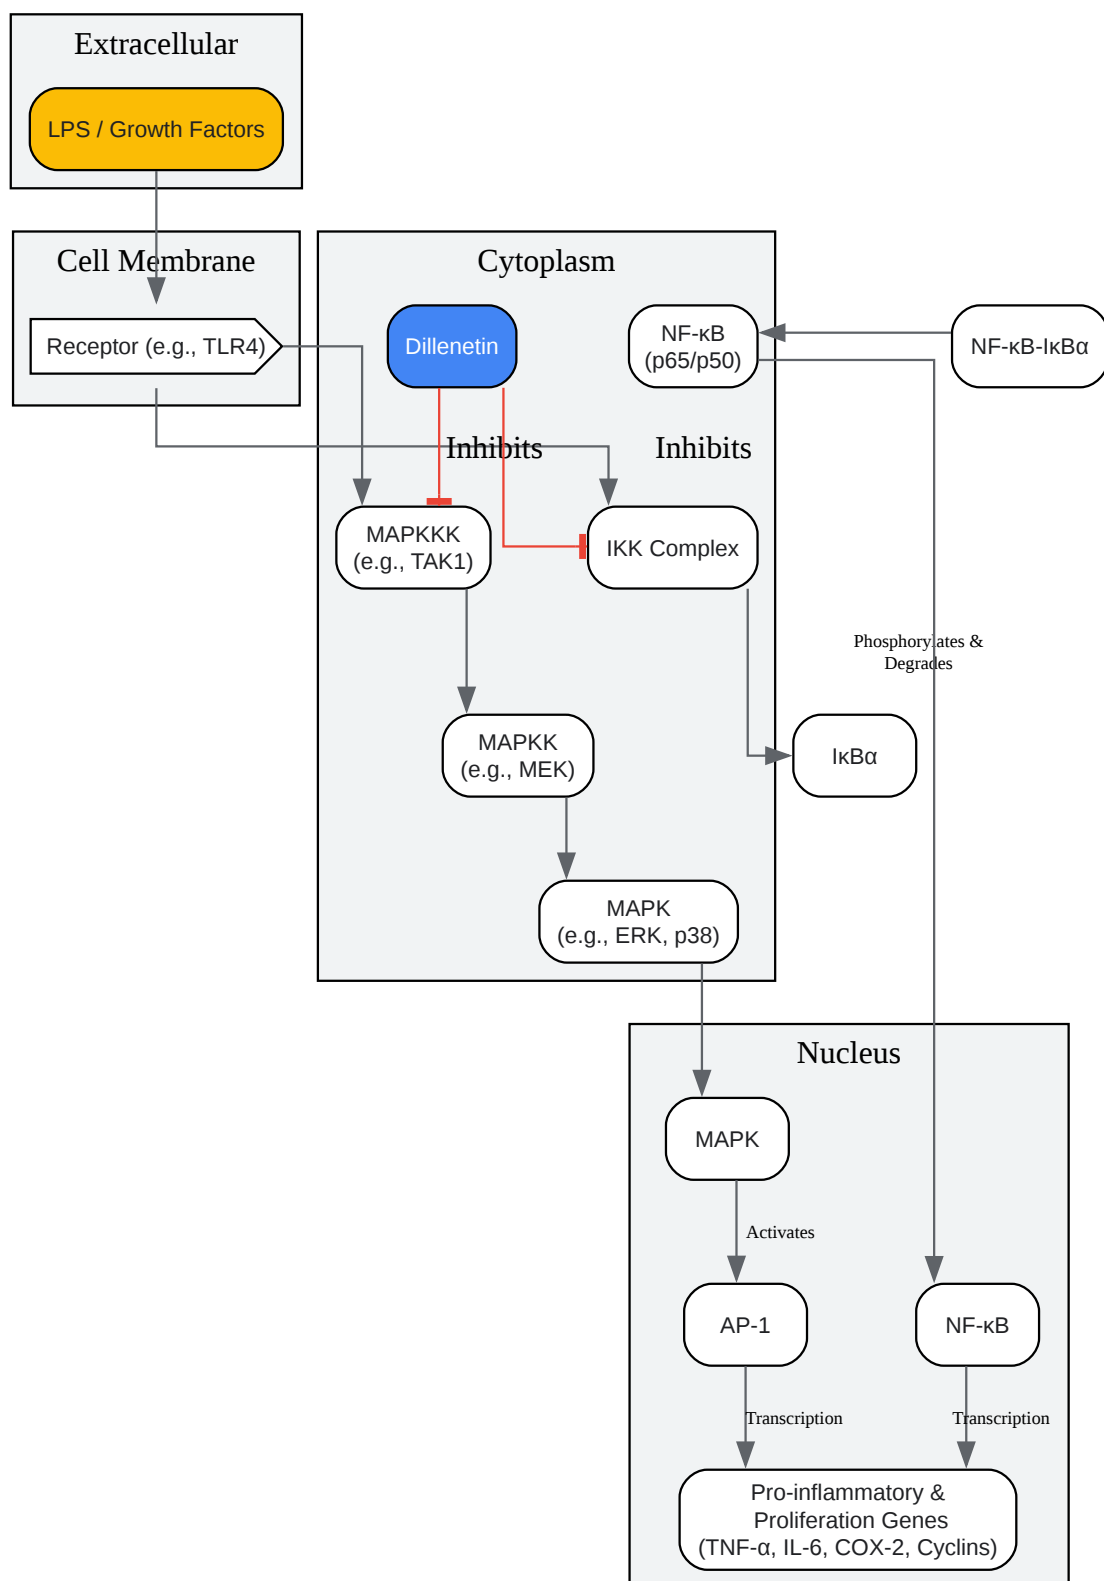 Extracellular
LPS / Growth Factors
Cell Membrane
Receptor (e.g., TLR4)
Cytoplasm
Dillenetin
NF-κB
(p65/p50)
NF-κB-IκBα
Inhibits
Inhibits
MAPKKK
(e.g., TAK1)
IKK Complex
Phosphorylates &
Degrades
MAPKK
(e.g., MEK)
IκBα
MAPK
(e.g., ERK, p38)
Nucleus
MAPK
Activates
AP-1
NF-κB
Transcription
Transcription
Pro-inflammatory &
Proliferation Genes
(TNF-α, IL-6, COX-2, Cyclins)